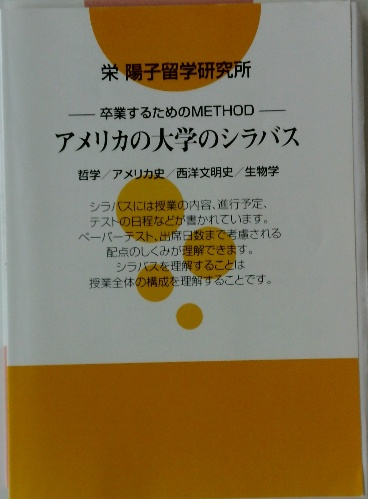 栄 陽子留学研究所
卒業するためのMETHOD
アメリカの大学のシラバス
哲学/アメリカ史/西洋文明史/生物学
シラバスには授業の内容、進行予定、
テストの日程などが書かれています。
ペーパーテスト、出席日数まで考慮される
配点のしくみが理解できます。
シラバスを理解することは
授業全体の構成を理解することです。